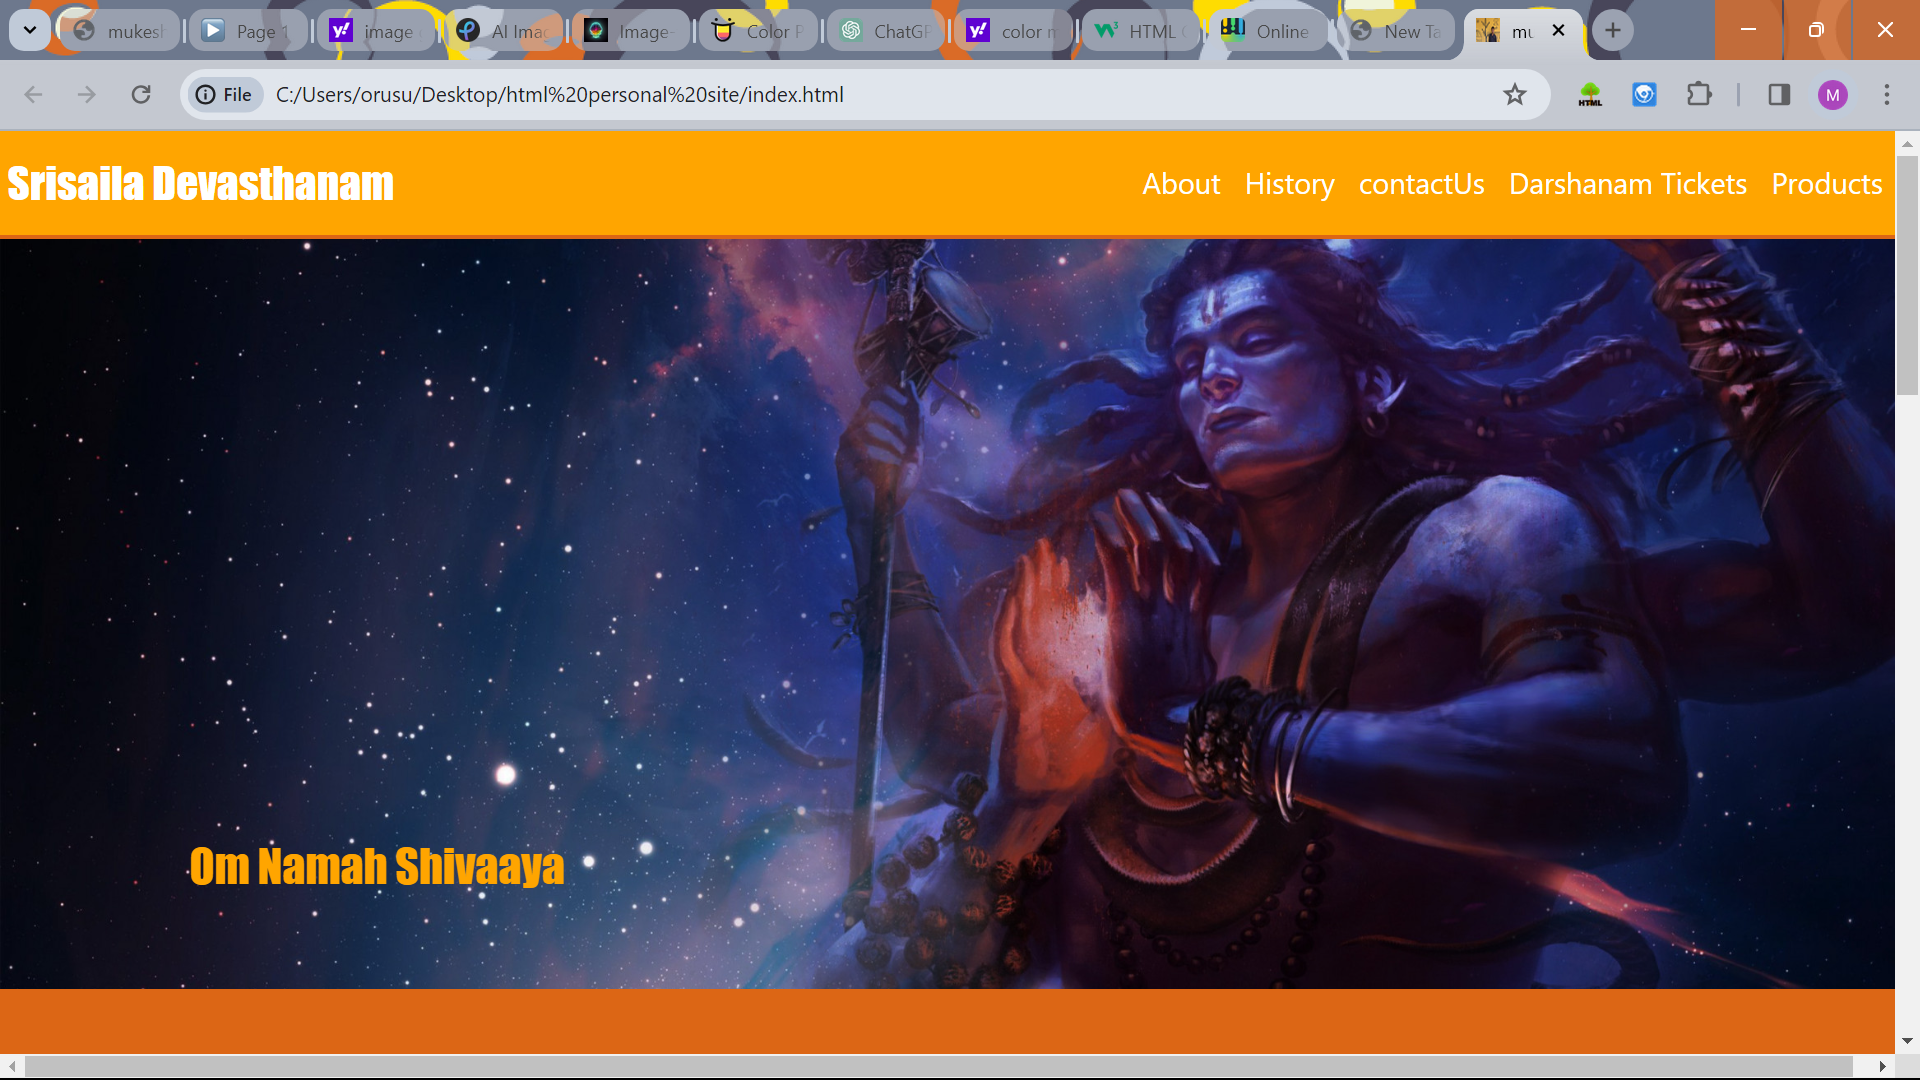 mukesh
Page 1
image
AI Imag
Image-
Color P
ChatGP
color m
HTML C
Online
New Ta
mu
File
C:/Users/orusu/Desktop/html%20personal%20site/index.html
HTML
M
Srisaila Devasthanam
About History contactUs Darshanam Tickets Products
Om Namah Shivaaya